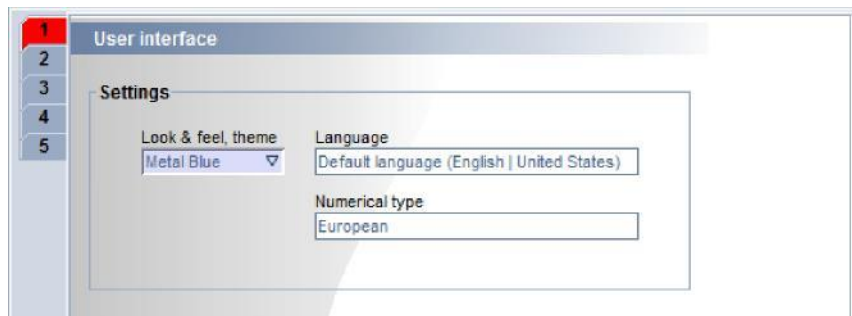 1
User interface
2
3
Settings
4
Look & feel, theme
Language
5
Metal Blue
Default language (English | United States)
Numerical type
European